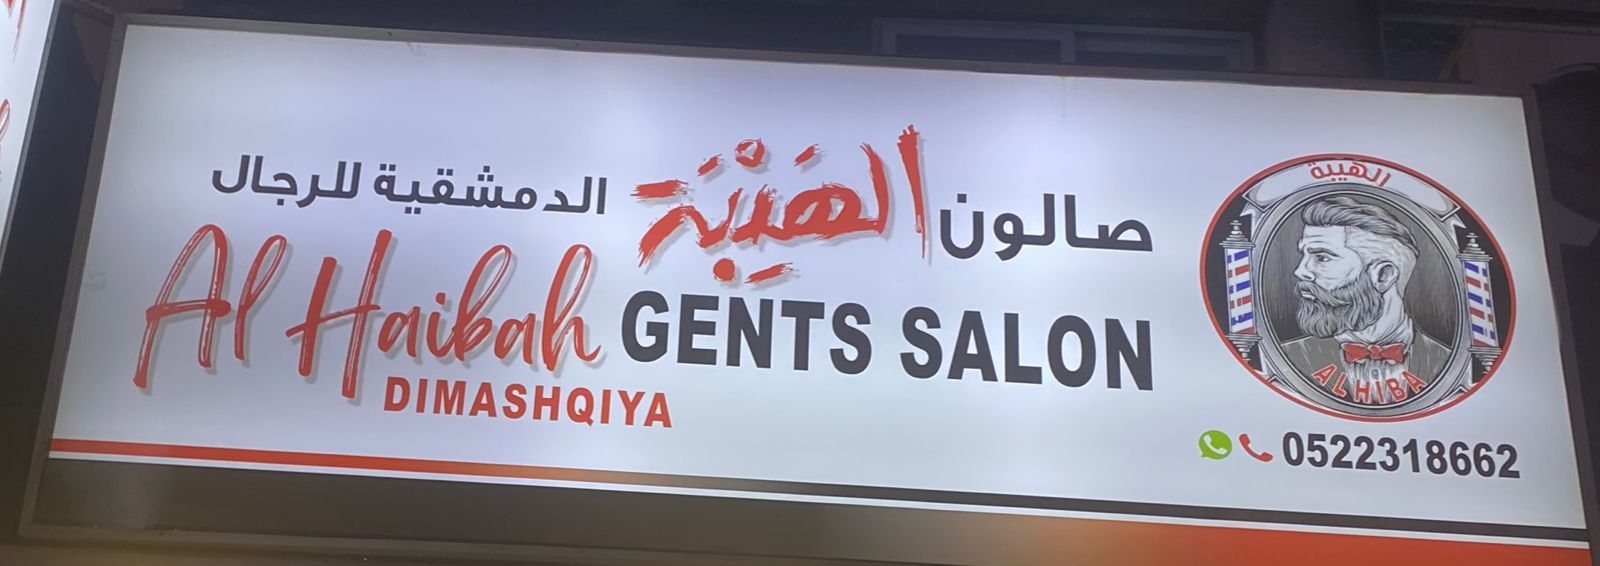 صالون الهَيْبَة الدمشقية للرجال
Al Haibah GENTS SALON
DIMASHQIYA
الهيبة
ALHIBA
0522318662